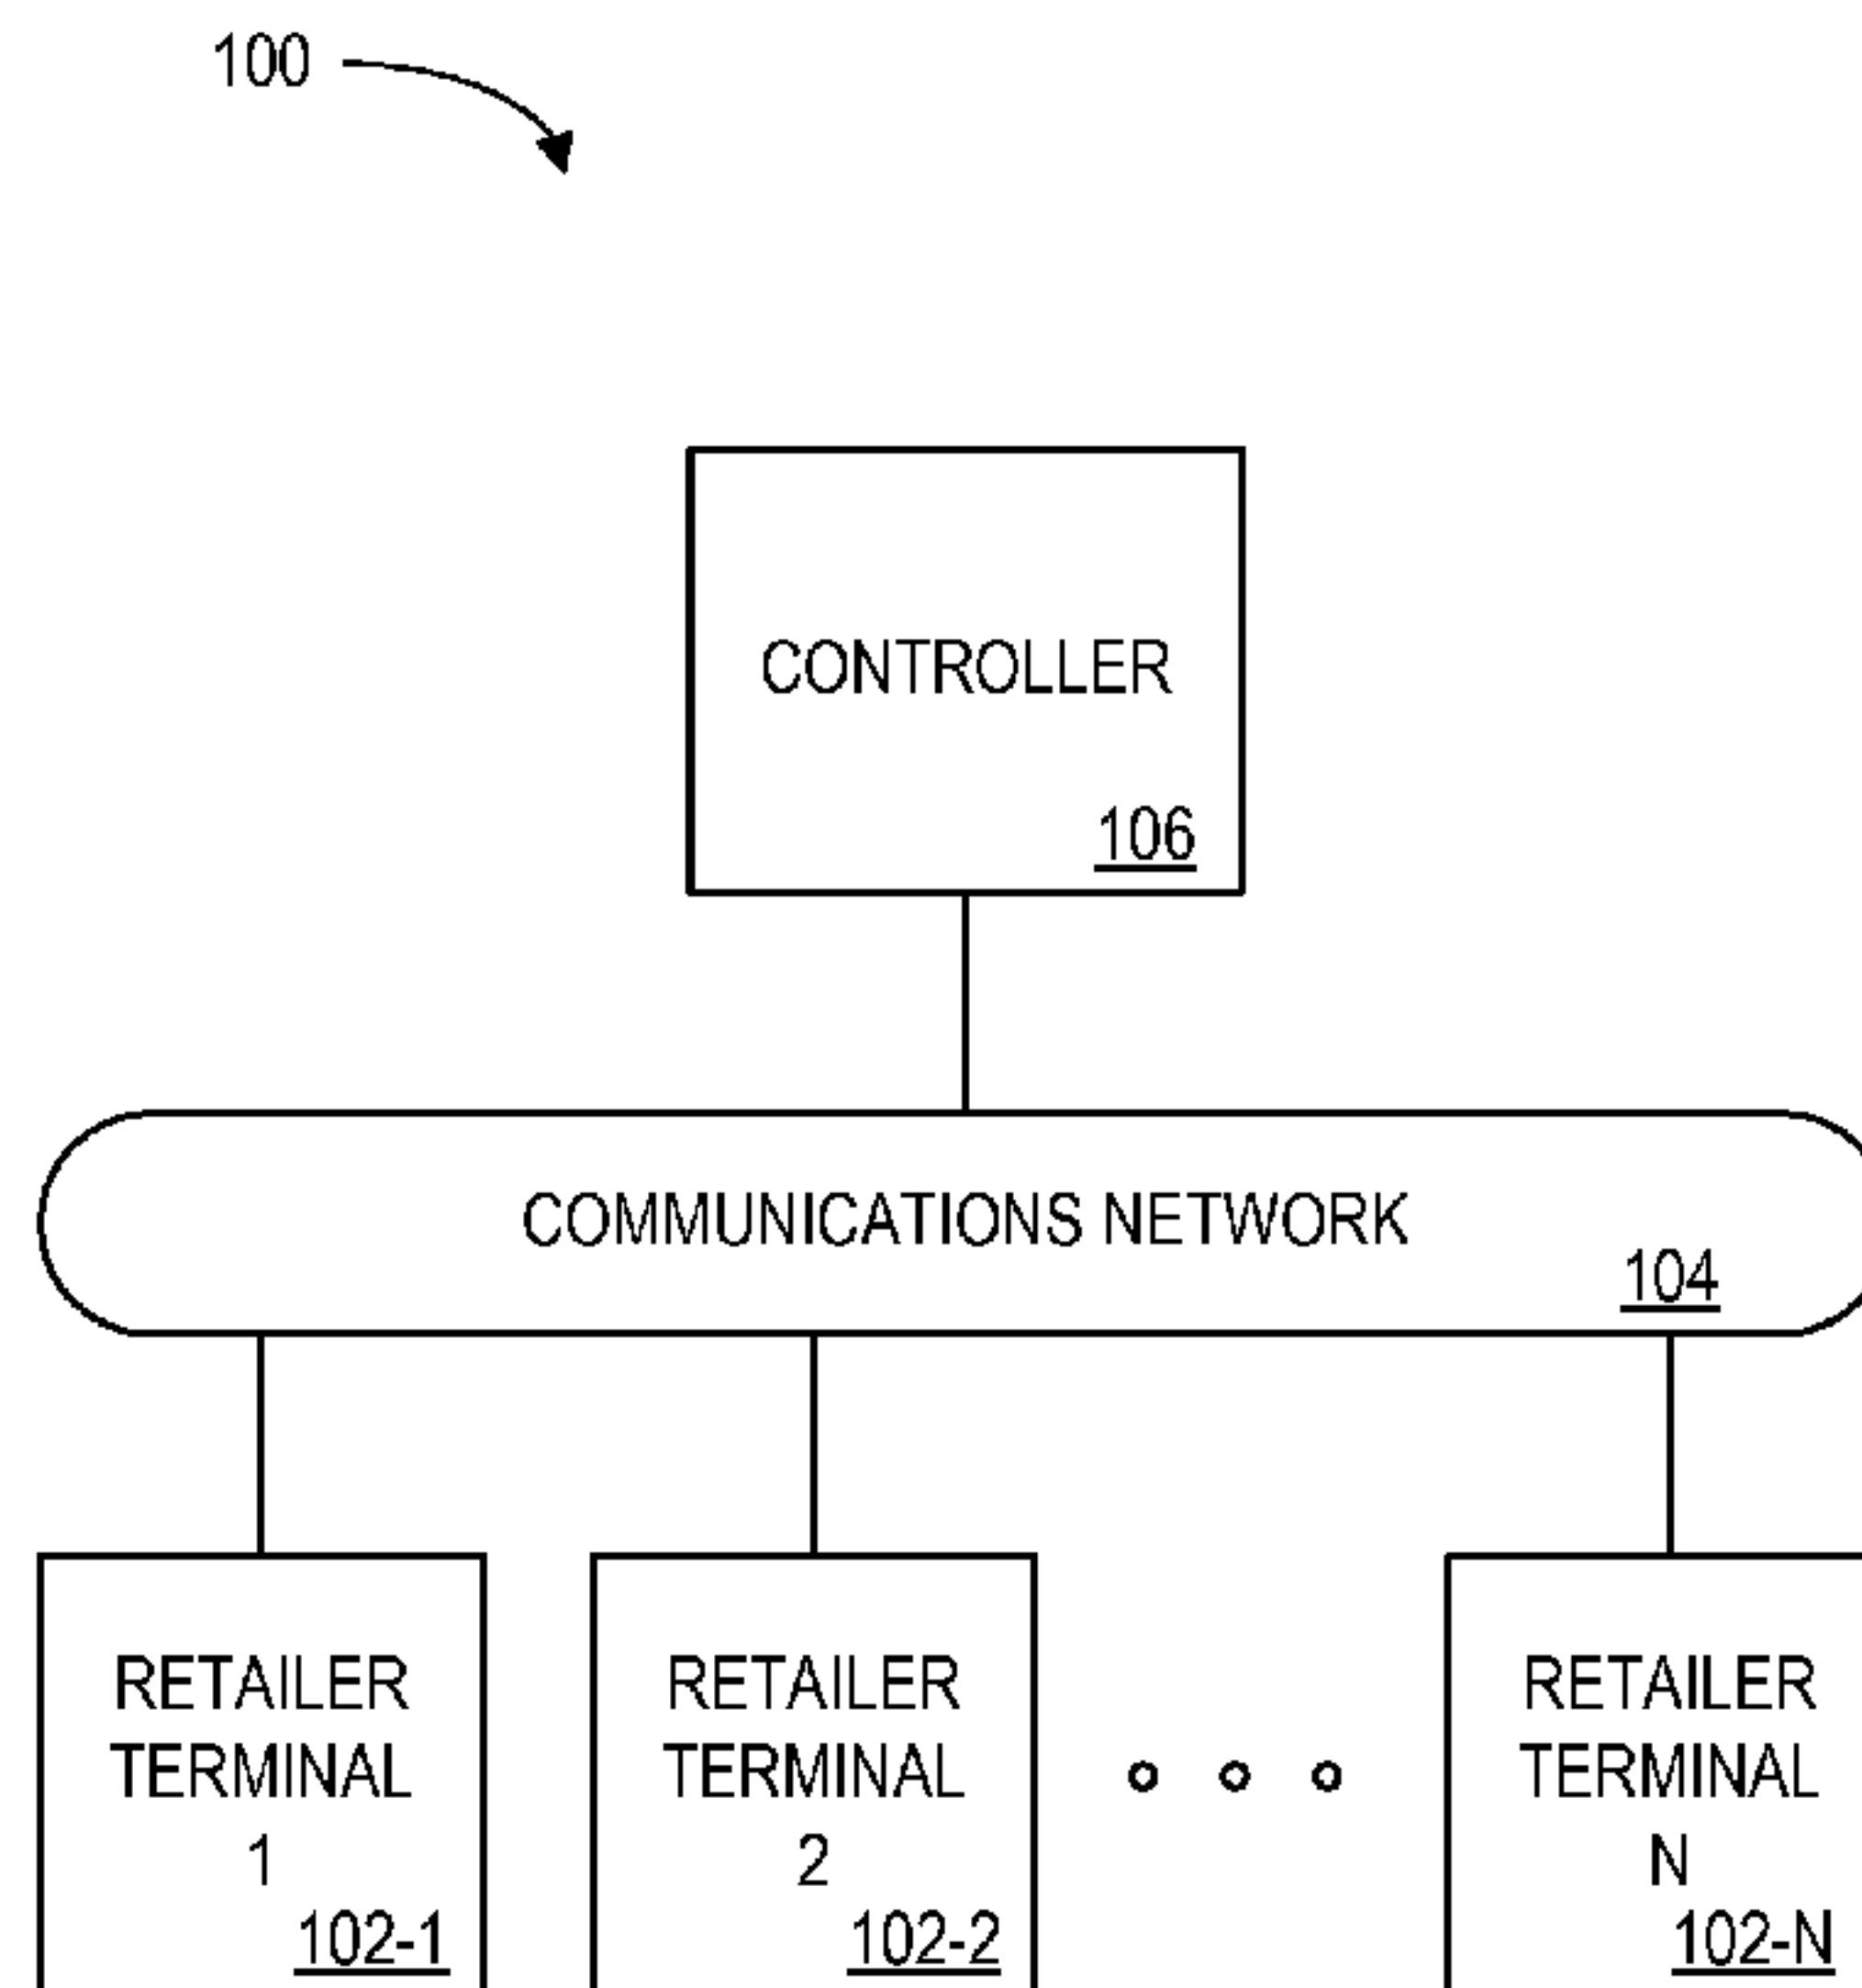 100
CONTROLLER
106
COMMUNICATIONS NETWORK
104
RETAILER
TERMINAL
1
102-1
RETAILER
TERMINAL
2
102-2
RETAILER
TERMINAL
N
102-N